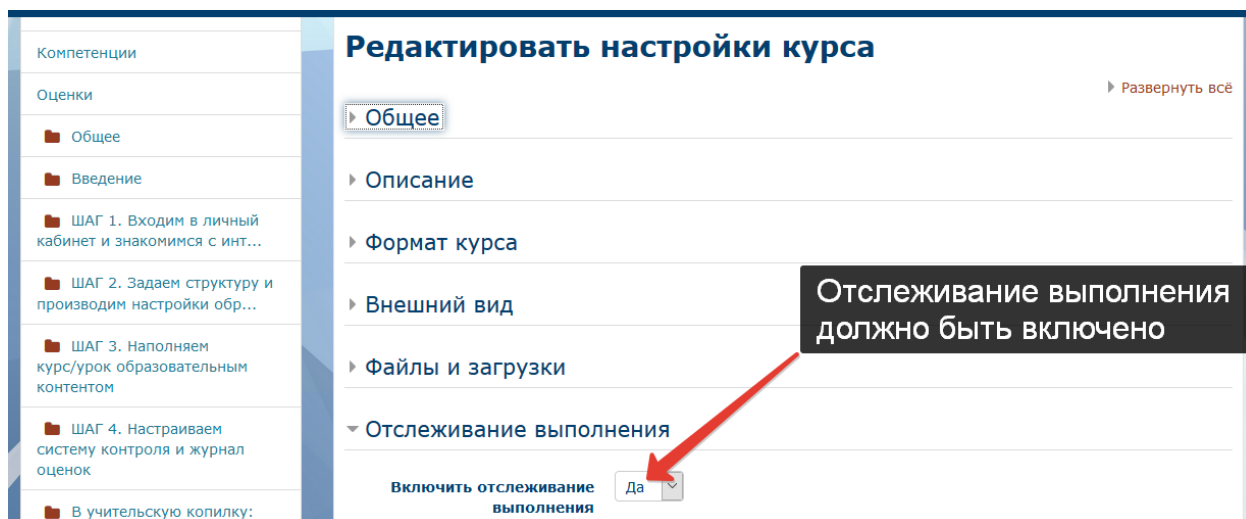 Компетенции
Оценки
Общее
Введение
ШАГ 1. Входим в личный
кабинет и знакомимся с инт...
ШАГ 2. Задаем структуру и
производим настройки обр...
ШАГ 3. Наполняем
курс/урок образовательным
контентом
ШАГ 4. Настраиваем
систему контроля и журнал
оценок
В учительскую копилку:
Редактировать настройки курса
Развернуть всё
Общее
Описание
Формат курса
Внешний вид
Файлы и загрузки
Отслеживание выполнения
должно быть включено
Отслеживание выполнения
Включить отслеживание
выполнения
Да